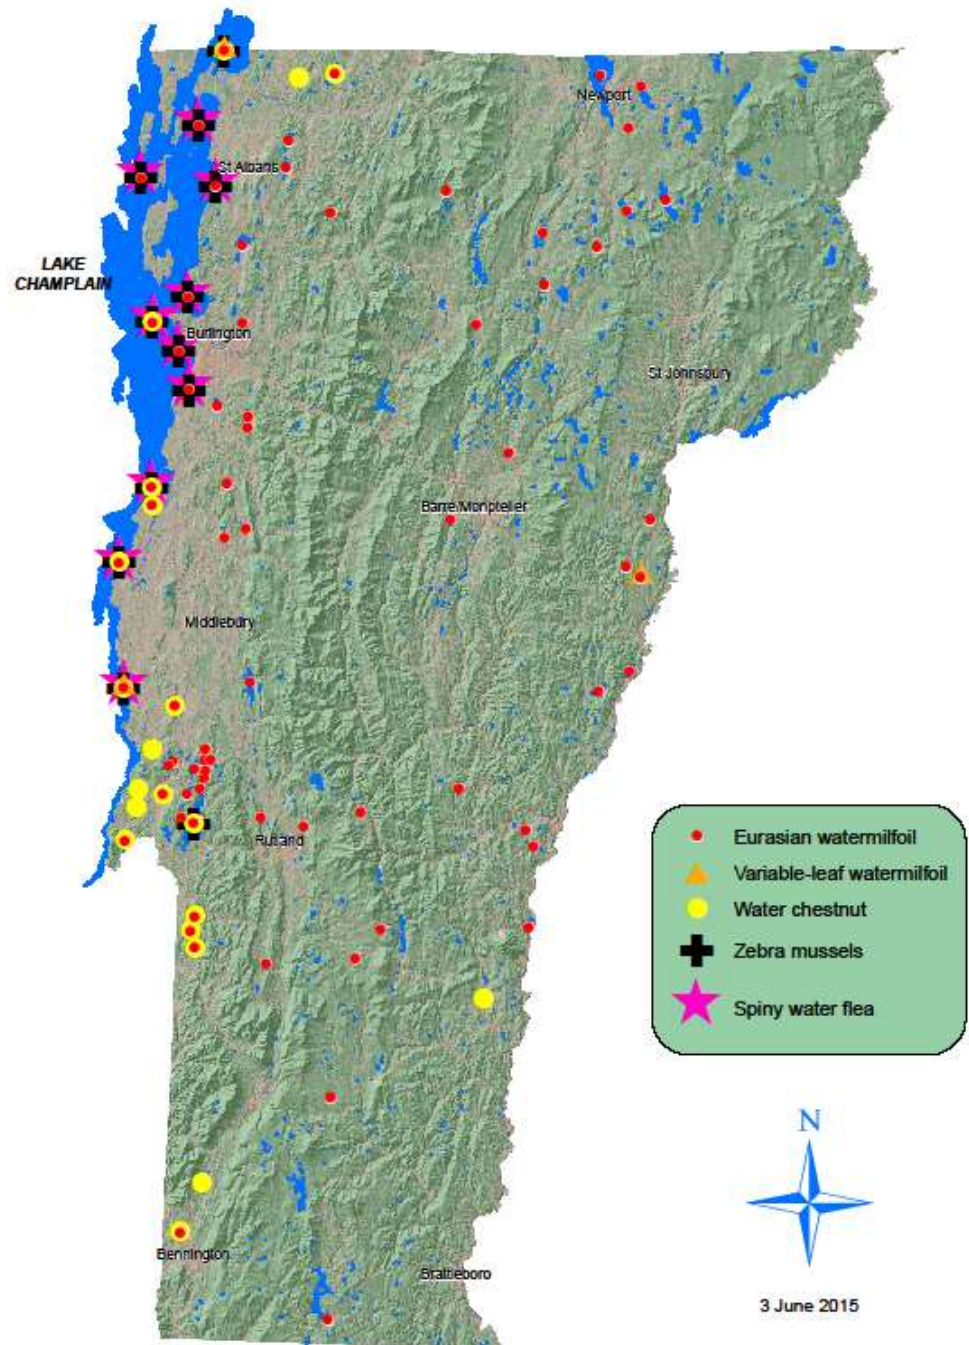 Newport
St Albans
LAKE
CHAMPLAIN
Burlington
St Johnsbury
Barre/Monpteller
Middlebury
Rutland
Eurasian watermilfoil
Variable-leaf watermilfoil
Water chestnut
Zebra mussels
Spiny water flea
N
Bennington
Brattleboro
3 June 2015